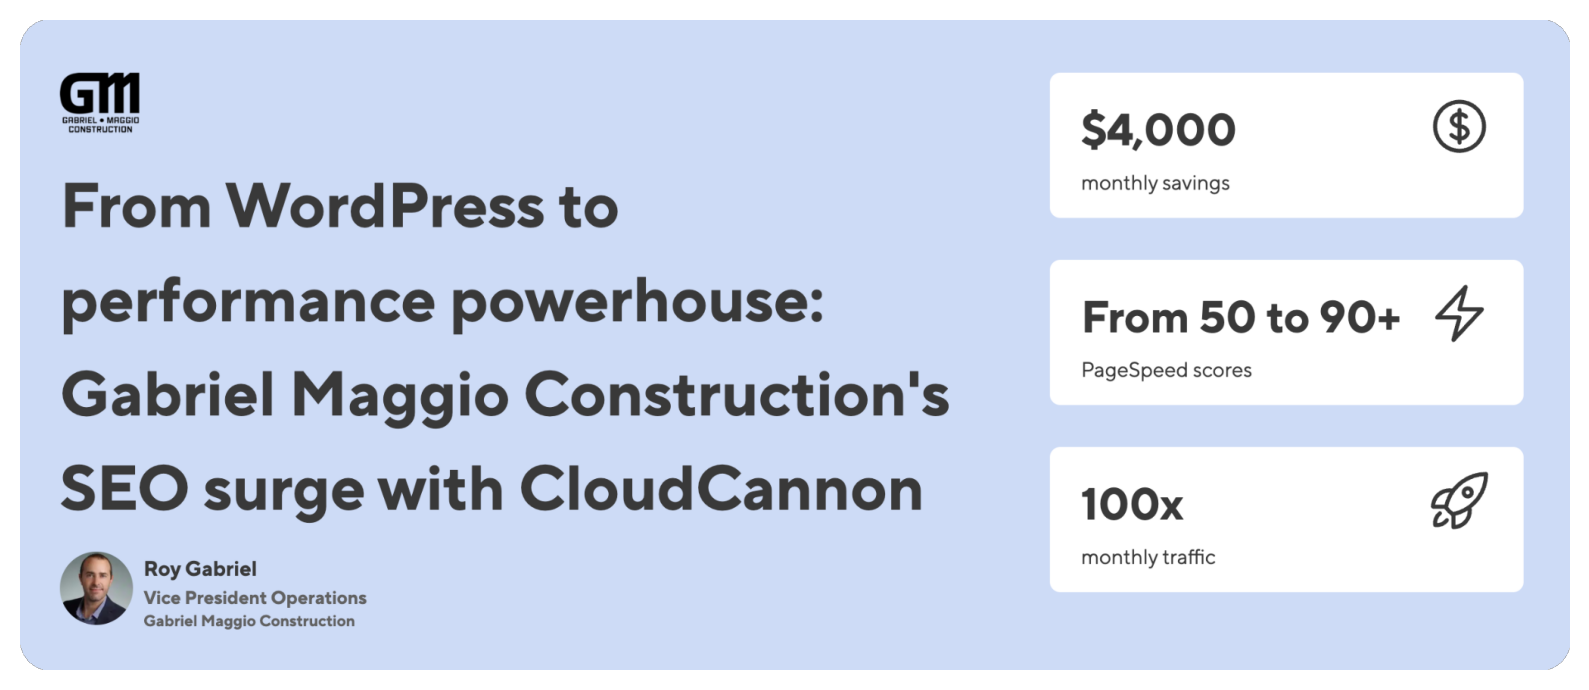 GM
GABRIEL • MAGGIO
CONSTRUCTION
From WordPress to
performance powerhouse:
Gabriel Maggio Construction's
SEO surge with CloudCannon
Roy Gabriel
Vice President Operations
Gabriel Maggio Construction
$4,000
monthly savings
From 50 to 90+
PageSpeed scores
100x
monthly traffic